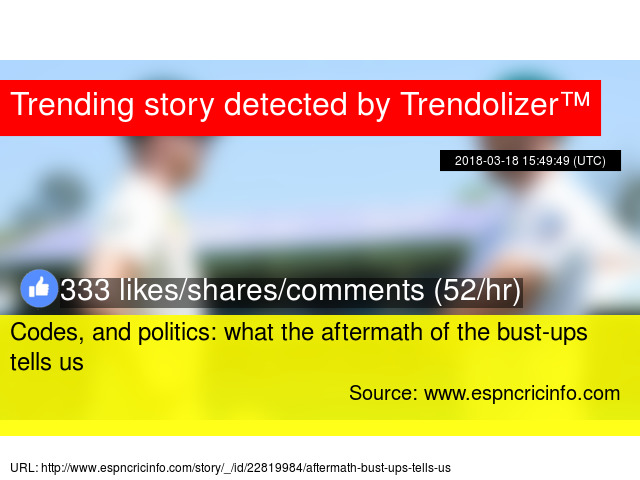 Trending story detected by Trendolizer™
2018-03-18 15:49:49 (UTC)
333 likes/shares/comments (52/hr)
Codes, and politics: what the aftermath of the bust-ups
tells us
Source: www.espncricinfo.com
URL: http://www.espncricinfo.com/story/_/id/22819984/aftermath-bust-ups-tells-us